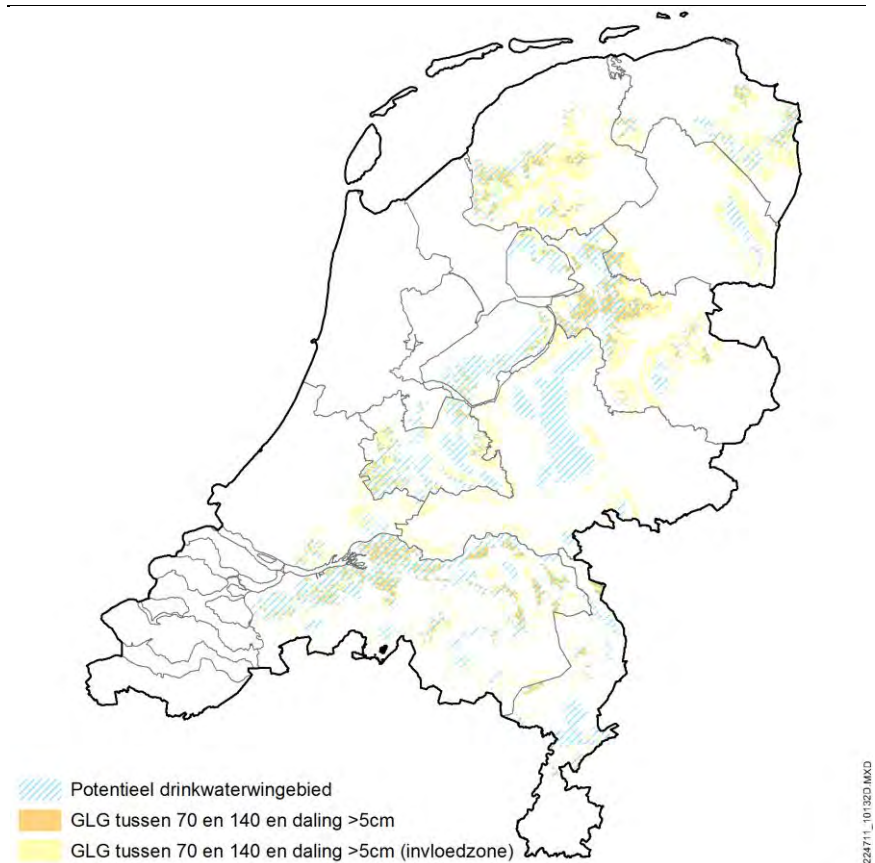 Potentieel drinkwaterwingebied
GLG tussen 70 en 140 en daling >5cm
GLG tussen 70 en 140 en daling >5cm (invloedzone)
224711_10132D.MXD